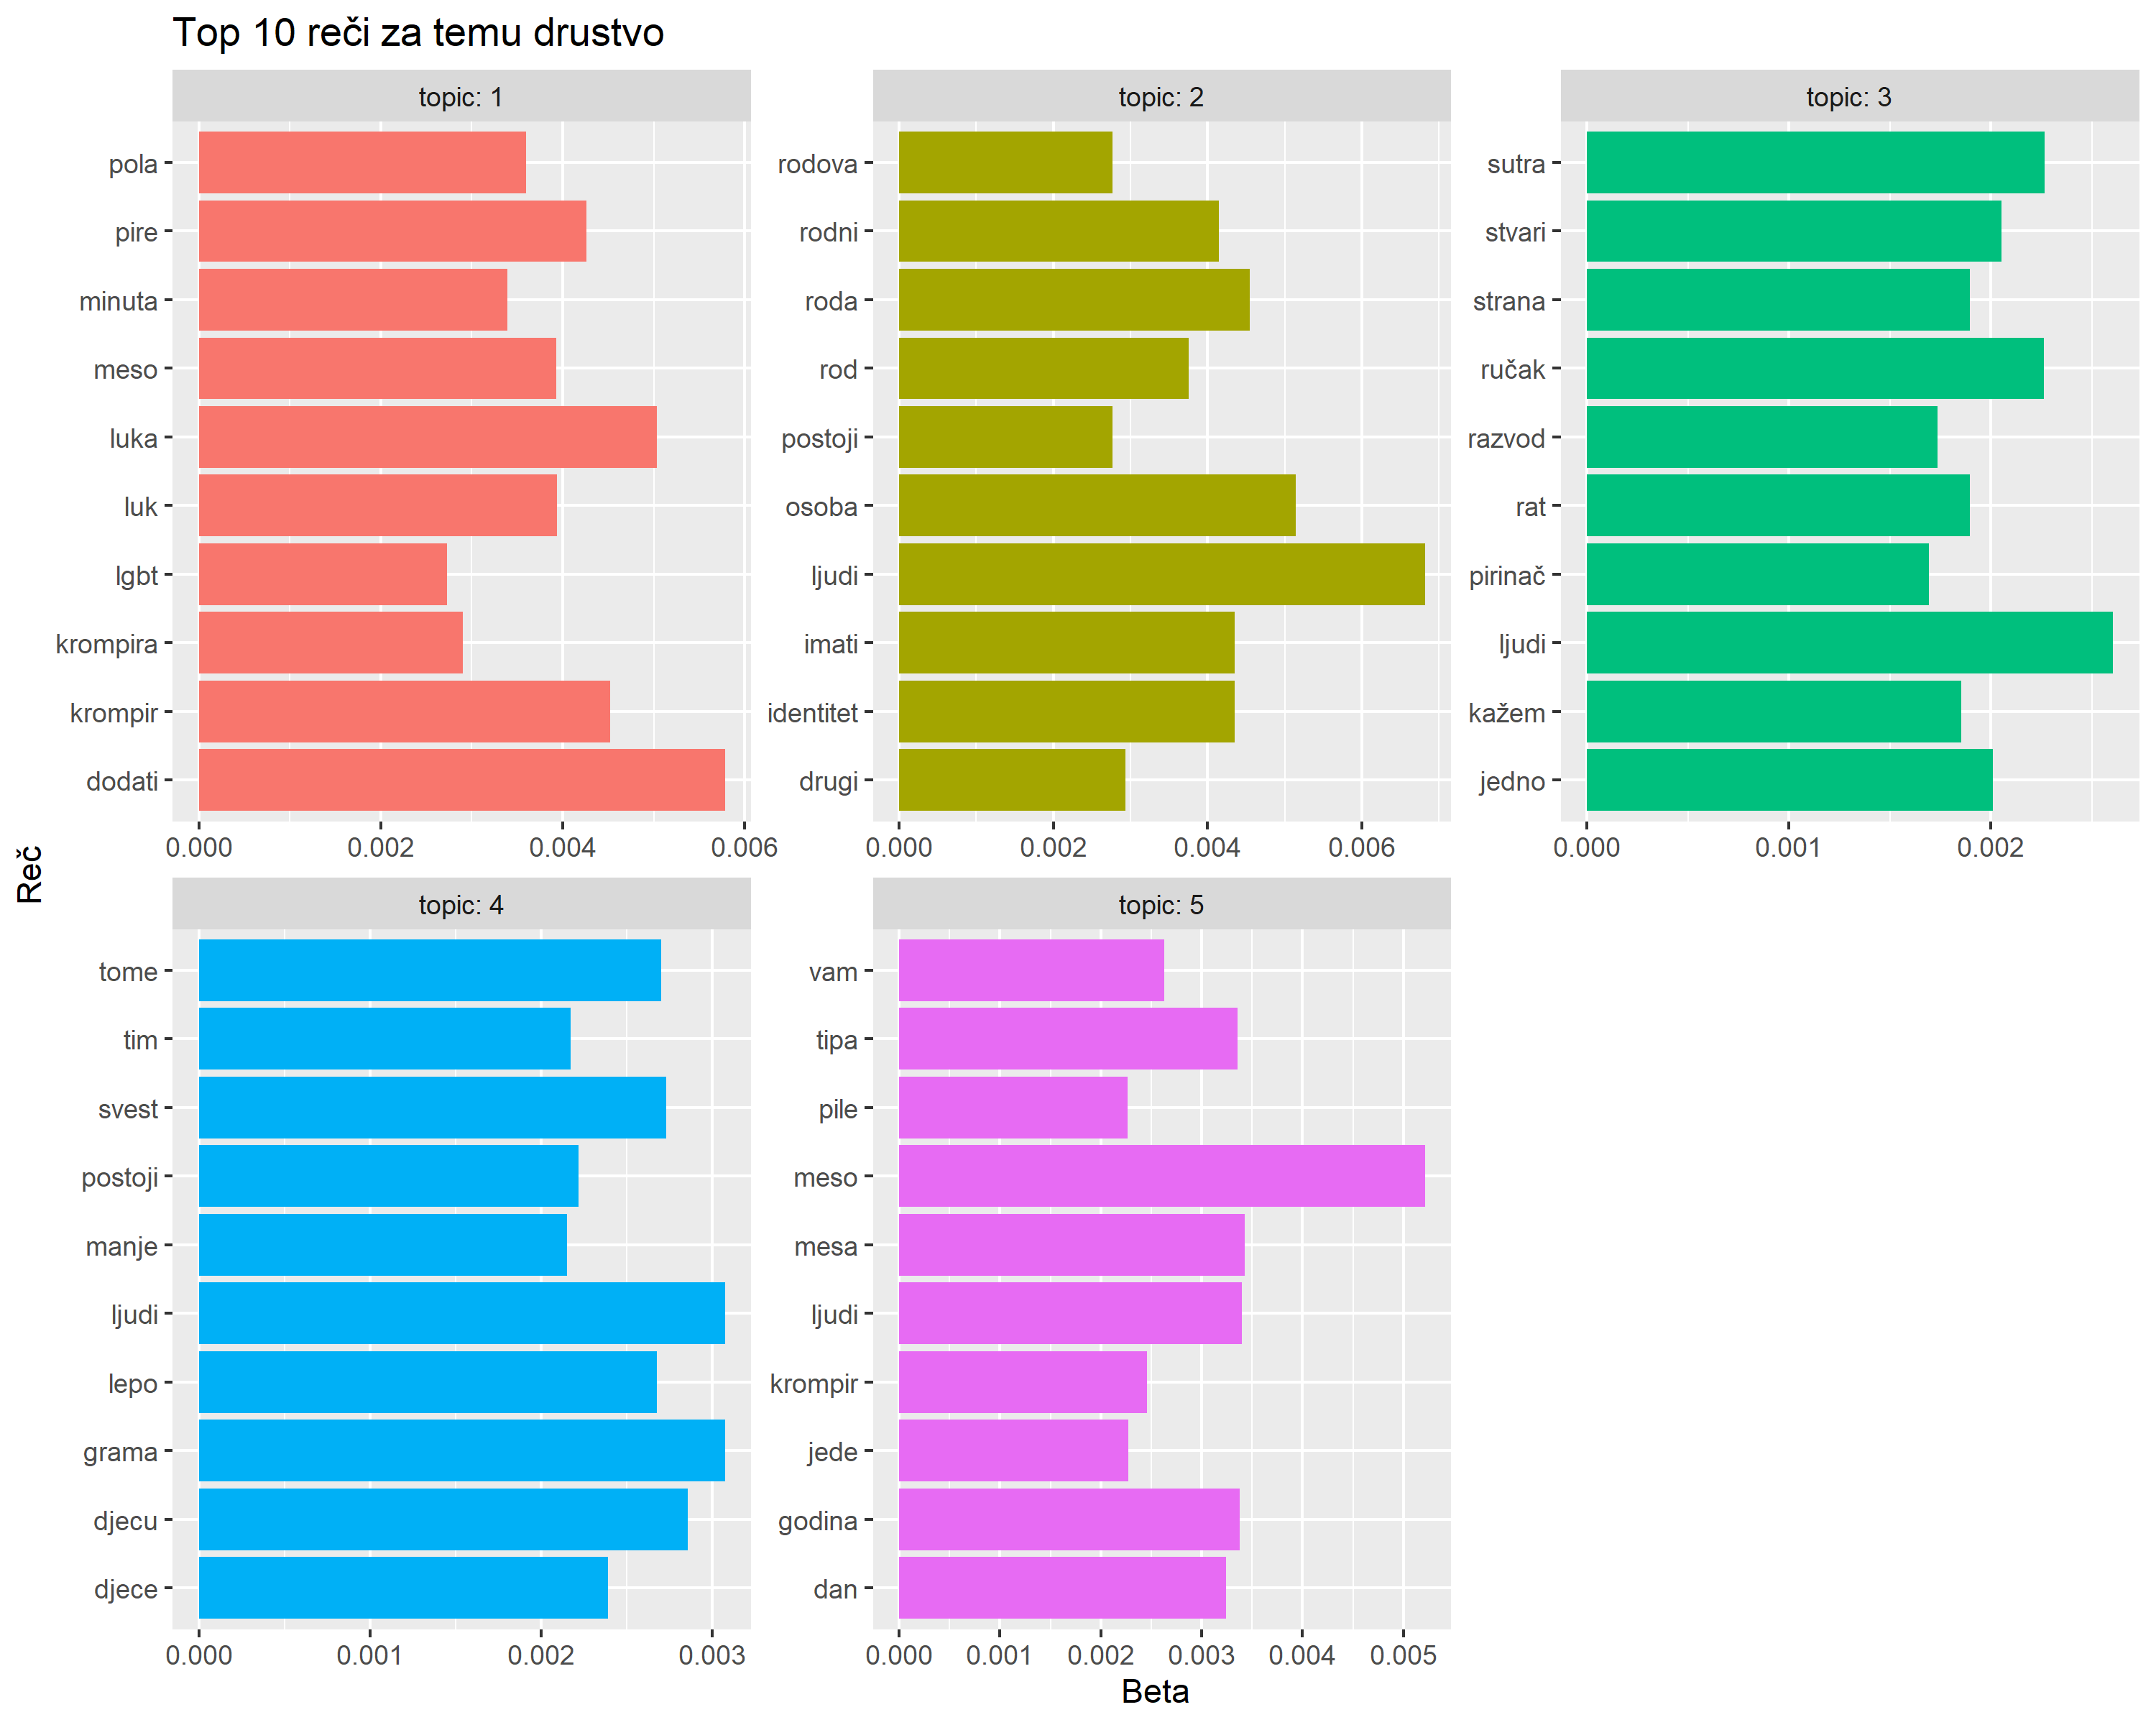 Top 10 reči za temu drustvo
topic: 1
pola
pire
minuta
meso
luka
luk
lgbt
krompira
krompir
dodati
0.000 0.002 0.004 0.006
topic: 2
rodova
rodni
roda
rod
postoji
osoba
ljudi
imati
identitet
drugi
0.000 0.002 0.004 0.006
topic: 3
sutra
stvari
strana
ručak
razvod
rat
pirinač
ljudi
kažem
jedno
0.000 0.001 0.002
Reč
topic: 4
tome
tim
svest
postoji
manje
ljudi
lepo
grama
djecu
djece
0.000 0.001 0.002 0.003
topic: 5
vam
tipa
pile
meso
mesa
ljudi
krompir
jede
godina
dan
0.000 0.001 0.002 0.003 0.004 0.005
Beta